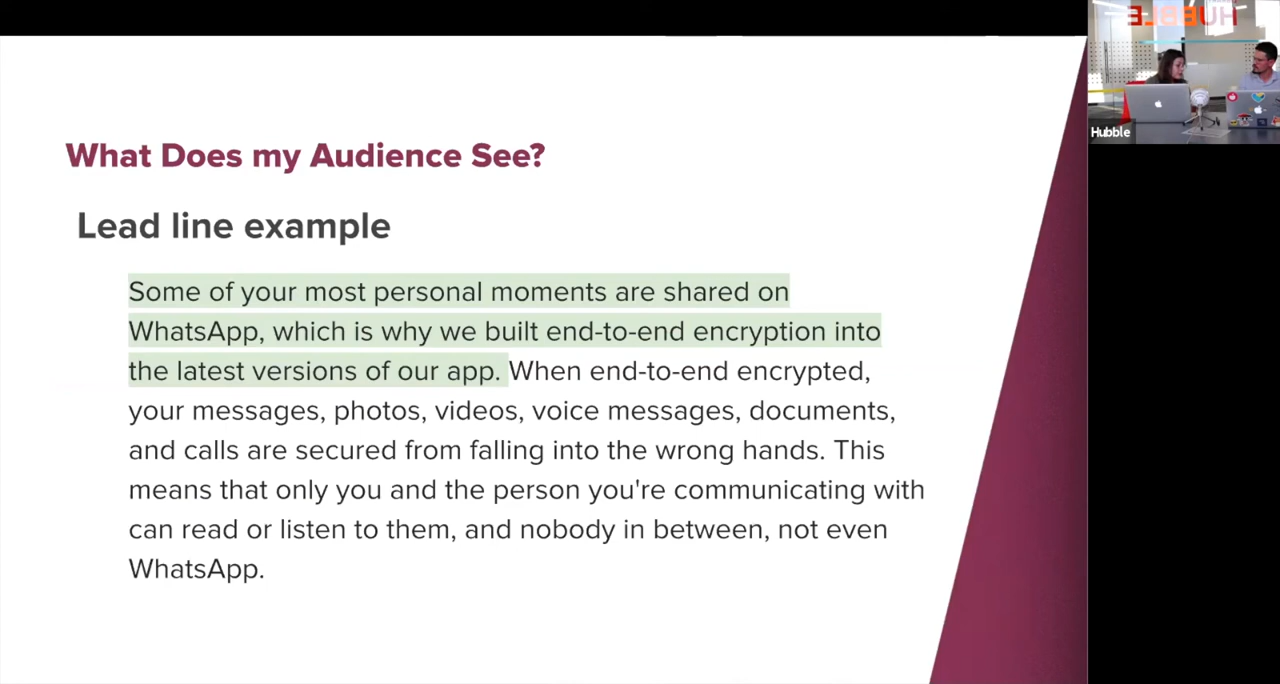 What Does my Audience See?
Lead line example
Some of your most personal moments are shared on
WhatsApp, which is why we built end-to-end encryption into
the latest versions of our app. When end-to-end encrypted,
your messages, photos, videos, voice messages, documents,
and calls are secured from falling into the wrong hands. This
means that only you and the person you're communicating with
can read or listen to them, and nobody in between, not even
WhatsApp.
HUBBLE
Hubble